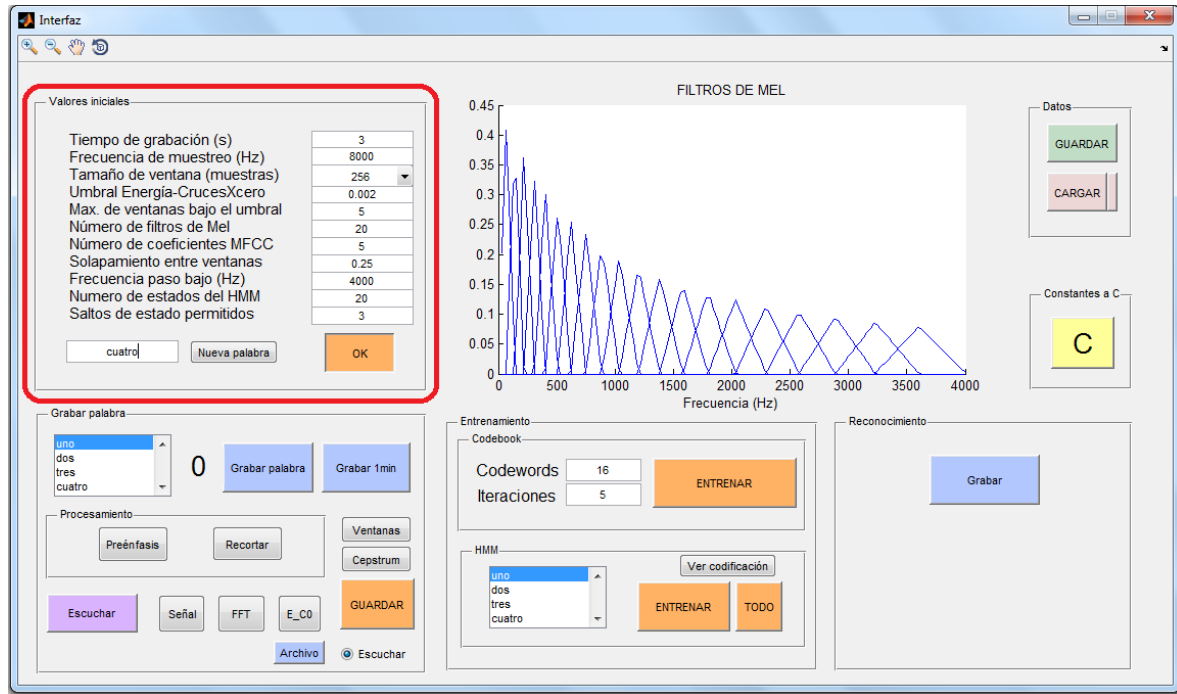 Interfaz
Valores iniciales
Tiempo de grabación (s) 3
Frecuencia de muestreo (Hz) 8000
Tamaño de ventana (muestras) 256
Umbral Energía-CrucesXcero 0.002
Max. de ventanas bajo el umbral 5
Número de filtros de Mel 20
Número de coeficientes MFCC 5
Solapamiento entre ventanas 0.25
Frecuencia paso bajo (Hz) 4000
Numero de estados del HMM 20
Saltos de estado permitidos 3
cuatro Nueva palabra OK
FILTROS DE MEL
0.45
0.4
0.35
0.3
0.25
0.2
0.15
0.1
0.05
0
0 500 1000 1500 2000 2500 3000 3500 4000
Frecuencia (Hz)
Datos
GUARDAR
CARGAR
Constantes a C
C
Grabar palabra
uno
dos
tres
cuatro
0 Grabar palabra Grabar 1min
Procesamiento
Preénfasis Recortar
Ventanas
Cepstrum
Escuchar Señal FFT E_C0 GUARDAR
Archivo Escuchar
Entrenamiento
Codebook
Codewords 16
Iteraciones 5
ENTRENAR
HMM
Ver codificación
uno
dos
tres
cuatro
ENTRENAR TODO
Reconocimiento
Grabar